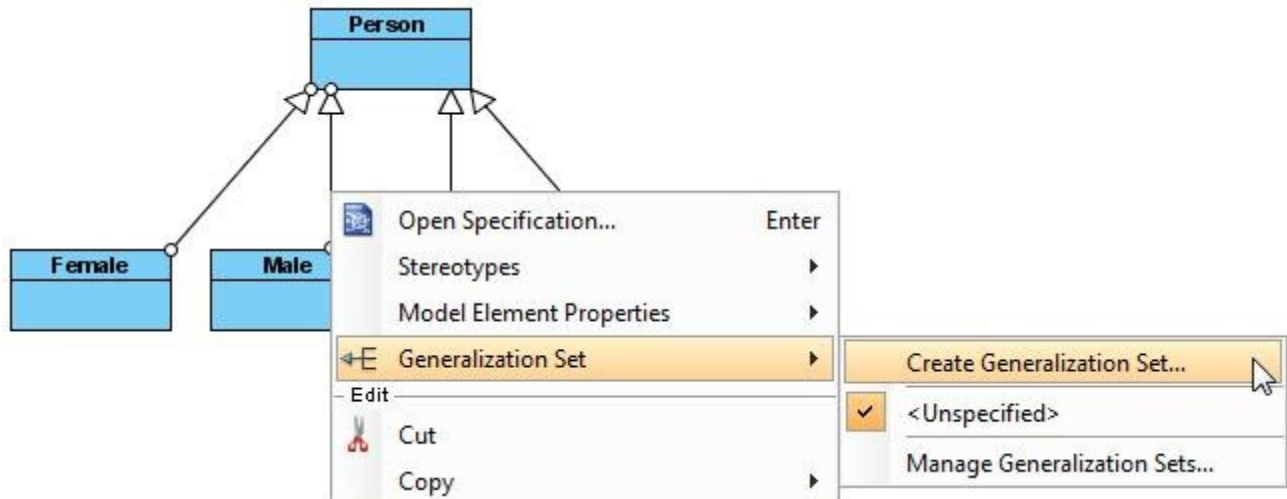 Person
Female
Male
Open Specification... Enter
Stereotypes
Model Element Properties
Generalization Set
Edit
Cut
Copy
Create Generalization Set...
<Unspecified>
Manage Generalization Sets...